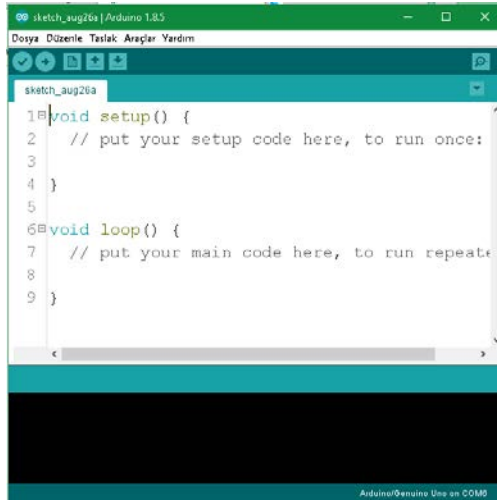 sketch_aug26a | Arduino 1.8.5
Dosya Düzenle Taslak Araçlar Yardım
sketch_aug26a
1 void setup() {
2 // put your setup code here, to run once:
3
4 }
5
6 void loop() {
7 // put your main code here, to run repeate
8
9 }
Arduino/Genuino Uno on COM6